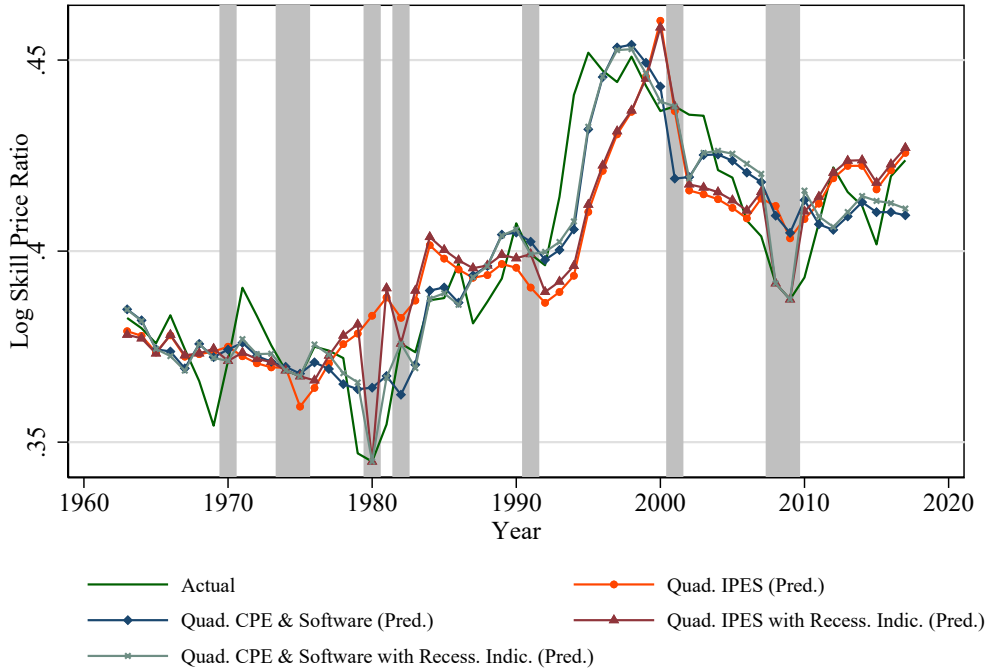 Log Skill Price Ratio
.45
.4
.35
1960 1970 1980 1990 2000 2010 2020
Year
Actual
Quad. IPES (Pred.)
Quad. CPE & Software (Pred.)
Quad. IPES with Recess. Indic. (Pred.)
Quad. CPE & Software with Recess. Indic. (Pred.)